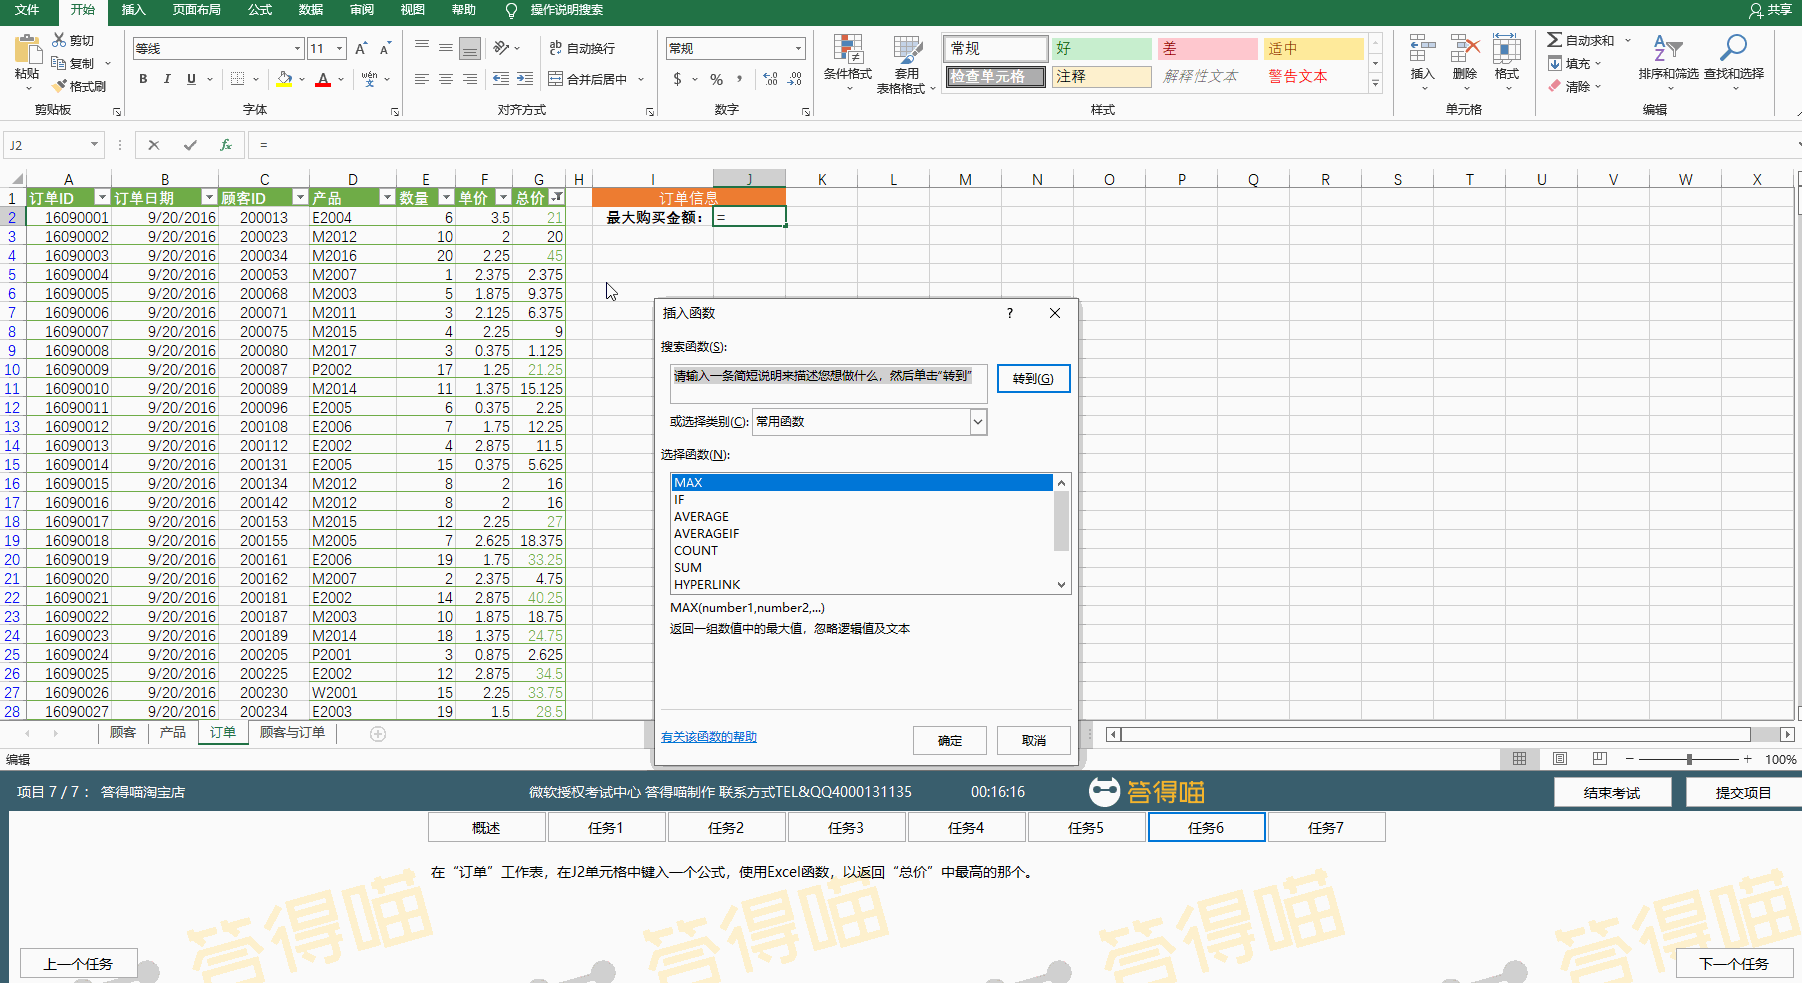 文件 开始 插入 页面布局 公式 数据 审阅 视图 帮助 操作说明搜索 共享
粘贴 剪切 复制 格式刷 剪贴板
等线 11 A A B I U A wén 字体
自动换行 合并后居中 对齐方式
常规 $ % , 数字
条件格式 套用表格格式 常规 好 差 适中
检查单元格 注释 解释性文本 警告文本 样式
插入 删除 格式 单元格
自动求和 填充 清除 排序和筛选 查找和选择 编辑
J2 fx =
A B C D E F G H I J K L M N O P Q R S T U V W X
1 订单ID 订单日期 顾客ID 产品 数量 单价 总价 订单信息
2 16090001 9/20/2016 200013 E2004 6 3.5 21 最大购买金额： =
3 16090002 9/20/2016 200023 M2012 10 2 20
4 16090003 9/20/2016 200034 M2016 20 2.25 45
5 16090004 9/20/2016 200053 M2007 1 2.375 2.375
6 16090005 9/20/2016 200068 M2003 5 1.875 9.375
7 16090006 9/20/2016 200071 M2011 3 2.125 6.375
8 16090007 9/20/2016 200075 M2015 4 2.25 9
9 16090008 9/20/2016 200080 M2017 3 0.375 1.125
10 16090009 9/20/2016 200087 P2002 17 1.25 21.25
11 16090010 9/20/2016 200089 M2014 11 1.375 15.125
12 16090011 9/20/2016 200096 E2005 6 0.375 2.25
13 16090012 9/20/2016 200108 E2006 7 1.75 12.25
14 16090013 9/20/2016 200112 E2002 4 2.875 11.5
15 16090014 9/20/2016 200131 E2005 15 0.375 5.625
16 16090015 9/20/2016 200134 M2012 8 2 16
17 16090016 9/20/2016 200142 M2012 8 2 16
18 16090017 9/20/2016 200153 M2015 12 2.25 27
19 16090018 9/20/2016 200155 M2005 7 2.625 18.375
20 16090019 9/20/2016 200161 E2006 19 1.75 33.25
21 16090020 9/20/2016 200162 M2007 2 2.375 4.75
22 16090021 9/20/2016 200181 E2002 14 2.875 40.25
23 16090022 9/20/2016 200187 M2003 10 1.875 18.75
24 16090023 9/20/2016 200189 M2014 18 1.375 24.75
25 16090024 9/20/2016 200205 P2001 3 0.875 2.625
26 16090025 9/20/2016 200225 E2002 12 2.875 34.5
27 16090026 9/20/2016 200230 W2001 15 2.25 33.75
28 16090027 9/20/2016 200234 E2003 19 1.5 28.5
插入函数 ?
搜索函数(S):
请输入一条简短说明来描述您想做什么，然后单击“转到” 转到(G)
或选择类别(C): 常用函数
选择函数(N):
MAX
IF
AVERAGE
AVERAGEIF
COUNT
SUM
HYPERLINK
MAX(number1,number2,...)
返回一组数值中的最大值，忽略逻辑值及文本
有关该函数的帮助 确定 取消
顾客 产品 订单 顾客与订单
编辑 100%
项目 7 / 7： 答得喵淘宝店 微软授权考试中心 答得喵制作 联系方式TEL&QQ4000131135 00:16:16 答得喵 结束考试 提交项目
概述 任务1 任务2 任务3 任务4 任务5 任务6 任务7
在“订单”工作表，在J2单元格中键入一个公式，使用Excel函数，以返回“总价”中最高的那个。
答得喵 答得喵 答得喵 答得喵
上一个任务 下一个任务